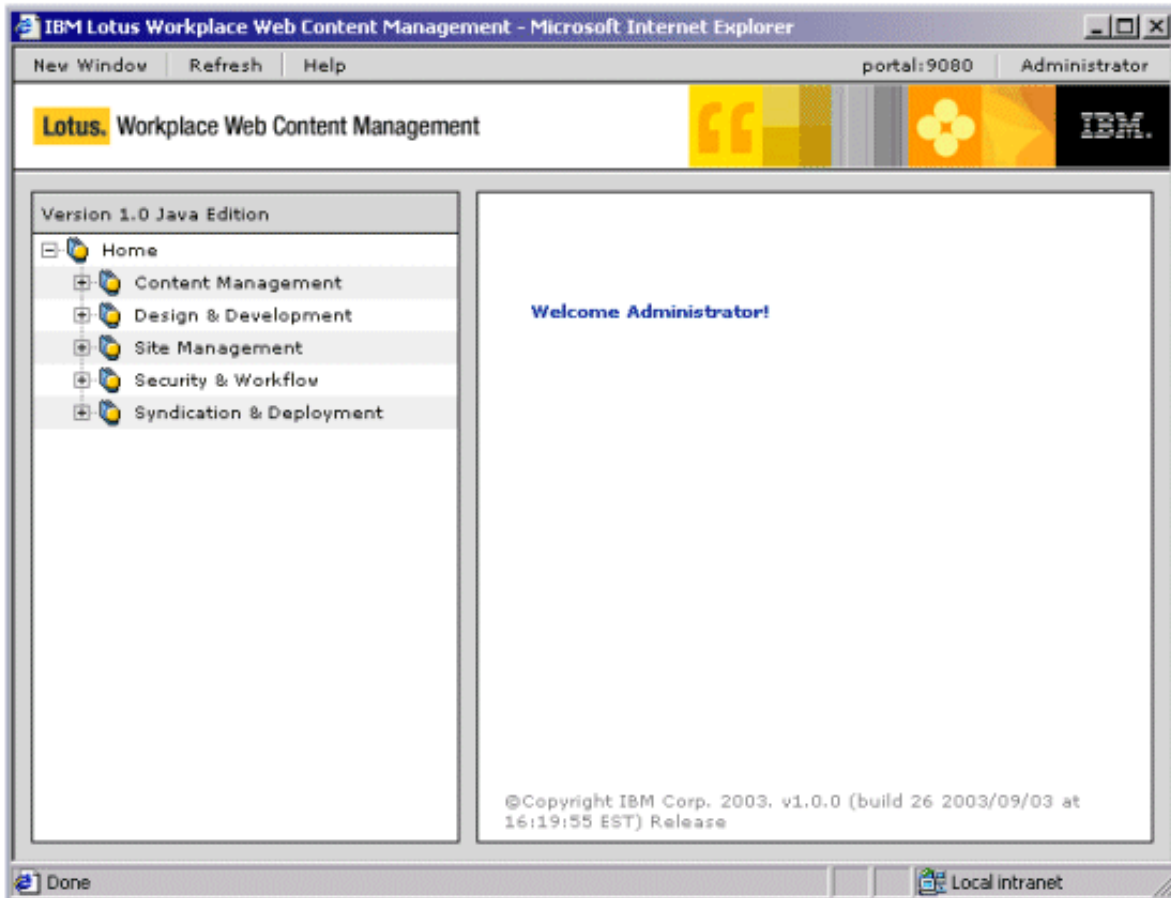 IBM Lotus Workplace Web Content Management - Microsoft Internet Explorer
New Window Refresh Help portal:9080 Administrator
Lotus. Workplace Web Content Management IBM.
Version 1.0 Java Edition
Home
Content Management
Design & Development
Site Management
Security & Workflow
Syndication & Deployment
Welcome Administrator!
©Copyright IBM Corp. 2003. v1.0.0 (build 26 2003/09/03 at
16:19:55 EST) Release
Done Local intranet